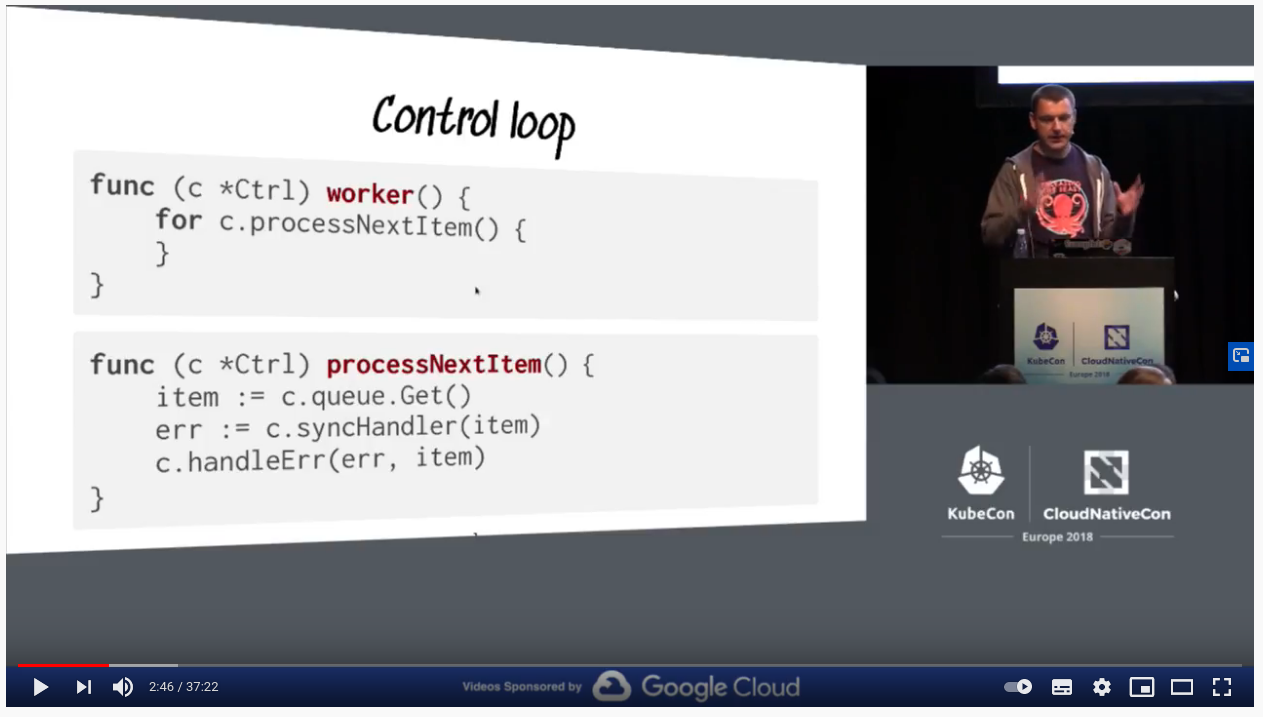 Control loop
func (c *Ctrl) worker() {
    for c.processNextItem() {
    }
}
func (c *Ctrl) processNextItem() {
    item := c.queue.Get()
    err := c.syncHandler(item)
    c.handleErr(err, item)
}
KubeCon
CloudNativeCon
Europe 2018
KubeCon
CloudNativeCon
Europe 2018
2:46 / 37:22
Videos Sponsored by
Google Cloud